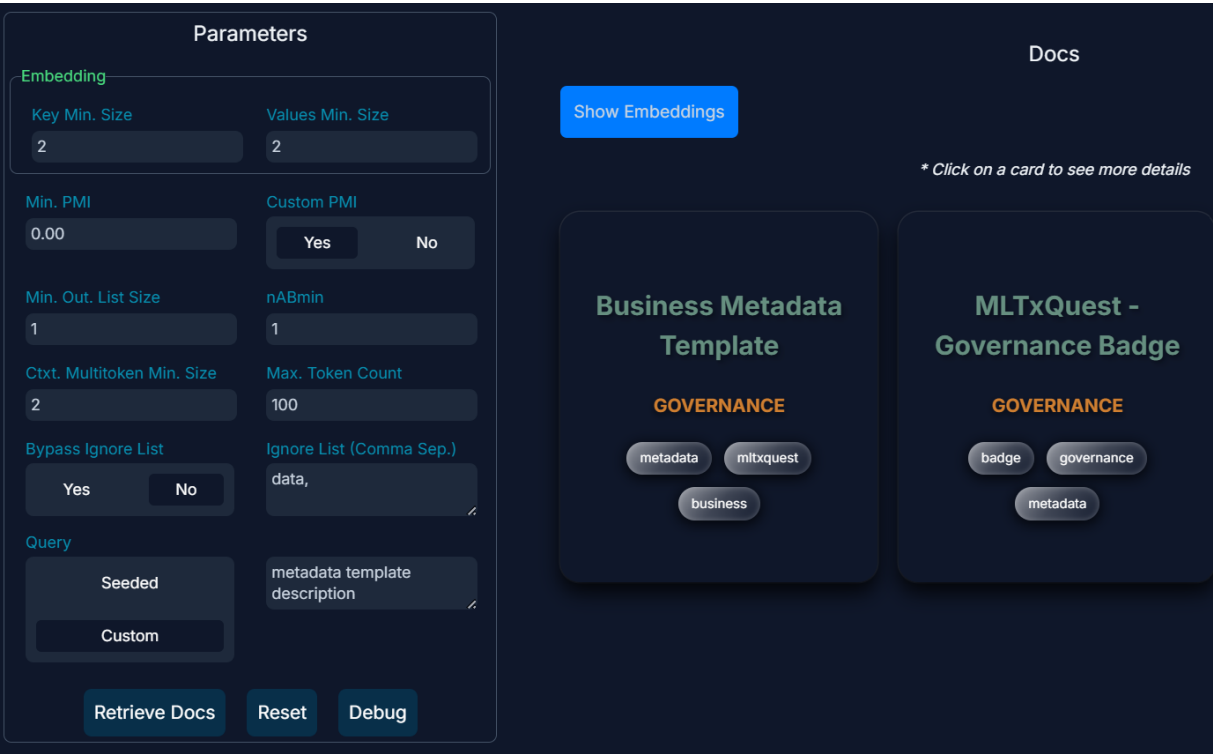 Parameters
Embedding
Key Min. Size
Values Min. Size
2
2
Min. PMI
Custom PMI
0.00
Yes
No
Min. Out. List Size
nABmin
1
1
Ctxt. Multitoken Min. Size
Max. Token Count
2
100
Bypass Ignore List
Ignore List (Comma Sep.)
Yes
No
data,
Query
Seeded
Custom
metadata template
description
Retrieve Docs
Reset
Debug
Docs
Show Embeddings
* Click on a card to see more details
Business Metadata
Template
GOVERNANCE
metadata
mltxquest
business
MLTxQuest -
Governance Badge
GOVERNANCE
badge
governance
metadata